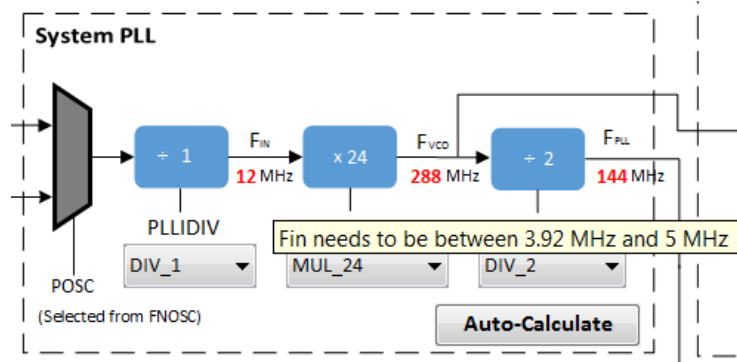 System PLL
÷ 1
FIN
12 MHz
x 24
FVCO
288 MHz
÷ 2
FPLL
144 MHz
PLLIDIV
Fin needs to be between 3.92 MHz and 5 MHz
DIV_1
MUL_24
DIV_2
POSC
(Selected from FNOSC)
Auto-Calculate